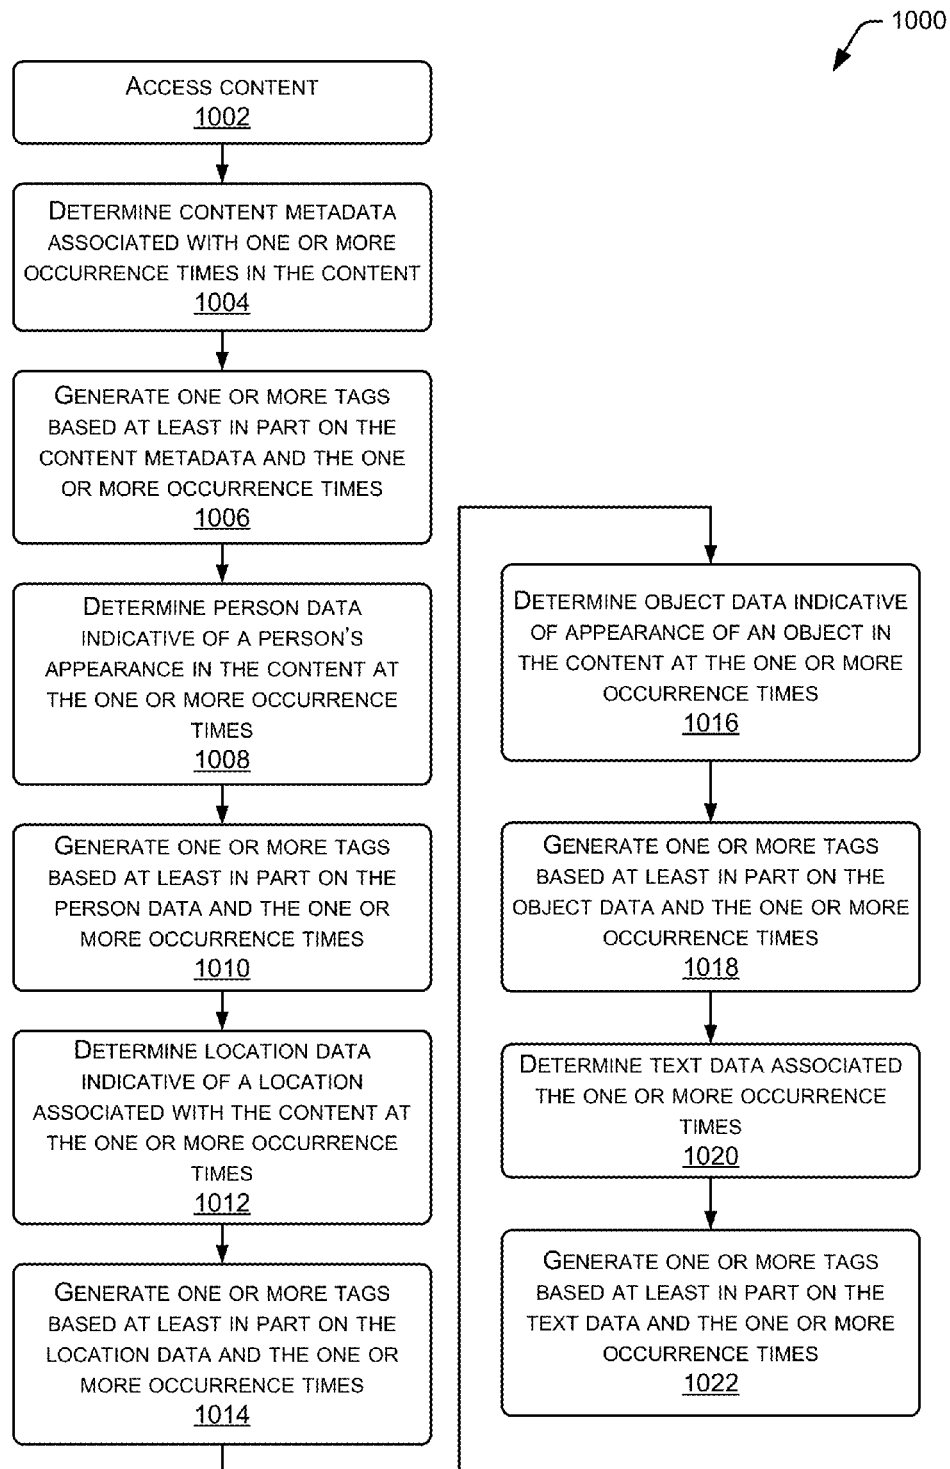 1000
ACCESS CONTENT
1002
DETERMINE CONTENT METADATA
ASSOCIATED WITH ONE OR MORE
OCCURRENCE TIMES IN THE CONTENT
1004
GENERATE ONE OR MORE TAGS
BASED AT LEAST IN PART ON THE
CONTENT METADATA AND THE ONE
OR MORE OCCURRENCE TIMES
1006
DETERMINE PERSON DATA
INDICATIVE OF A PERSON'S
APPEARANCE IN THE CONTENT AT
THE ONE OR MORE OCCURRENCE
TIMES
1008
GENERATE ONE OR MORE TAGS
BASED AT LEAST IN PART ON THE
PERSON DATA AND THE ONE OR
MORE OCCURRENCE TIMES
1010
DETERMINE LOCATION DATA
INDICATIVE OF A LOCATION
ASSOCIATED WITH THE CONTENT AT
THE ONE OR MORE OCCURRENCE
TIMES
1012
GENERATE ONE OR MORE TAGS
BASED AT LEAST IN PART ON THE
LOCATION DATA AND THE ONE OR
MORE OCCURRENCE TIMES
1014
DETERMINE OBJECT DATA INDICATIVE
OF APPEARANCE OF AN OBJECT IN
THE CONTENT AT THE ONE OR MORE
OCCURRENCE TIMES
1016
GENERATE ONE OR MORE TAGS
BASED AT LEAST IN PART ON THE
OBJECT DATA AND THE ONE OR MORE
OCCURRENCE TIMES
1018
DETERMINE TEXT DATA ASSOCIATED
THE ONE OR MORE OCCURRENCE
TIMES
1020
GENERATE ONE OR MORE TAGS
BASED AT LEAST IN PART ON THE
TEXT DATA AND THE ONE OR MORE
OCCURRENCE TIMES
1022